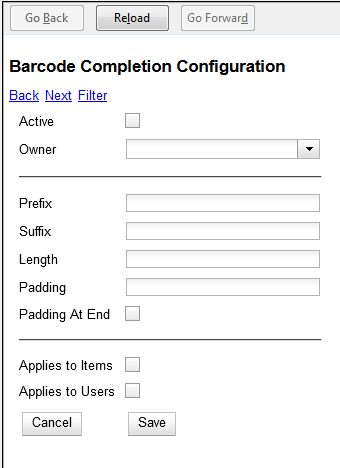 Go Back Reload Go Forward
Barcode Completion Configuration
Back Next Filter
Active
Owner
Prefix
Suffix
Length
Padding
Padding At End
Applies to Items
Applies to Users
Cancel Save